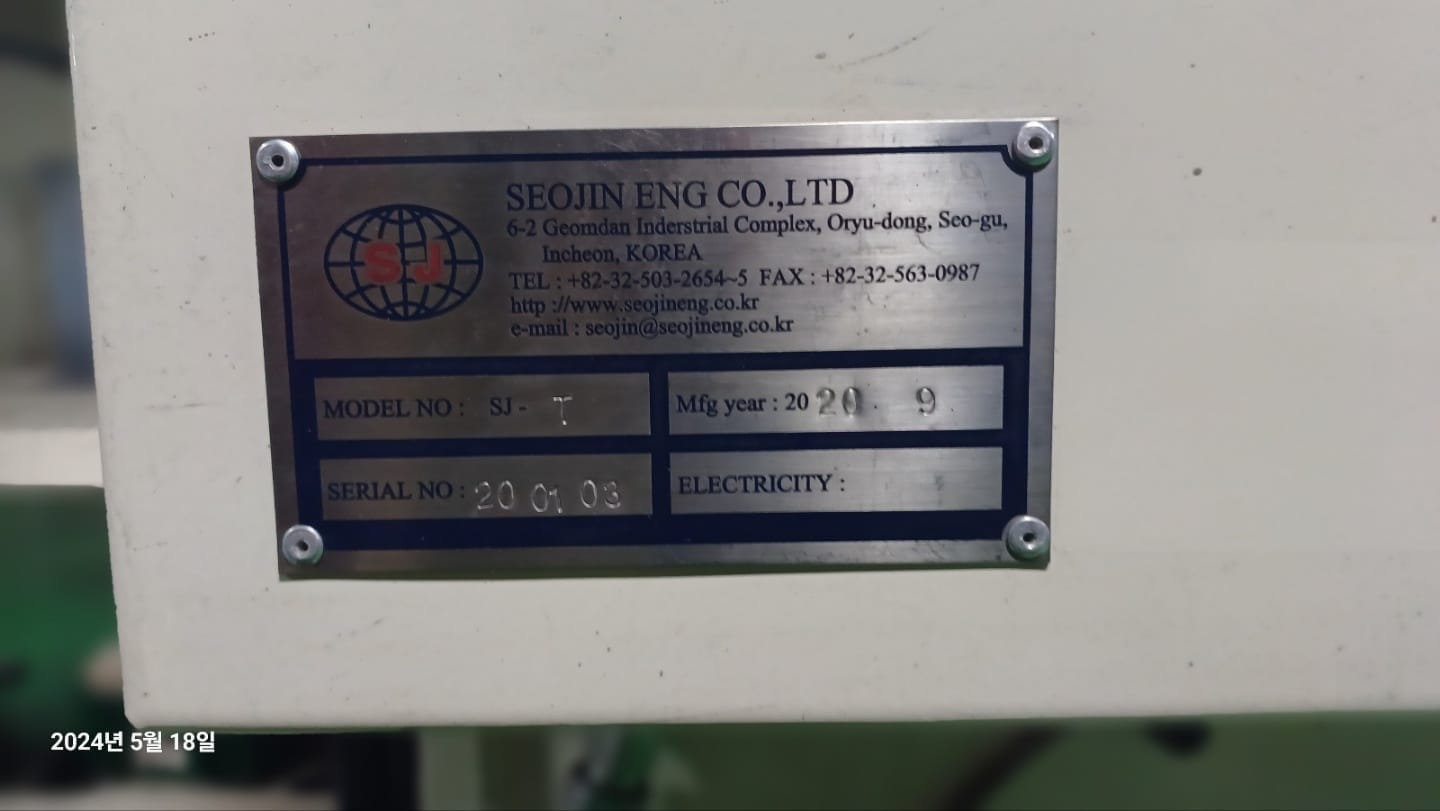 SJ
SEOJIN ENG CO.,LTD
6-2 Geomdan Inderstrial Complex, Oryu-dong, Seo-gu,
Incheon, KOREA
TEL : +82-32-503-2654~5 FAX : +82-32-563-0987
http ://www.seojineng.co.kr
e-mail : seojin@seojineng.co.kr
MODEL NO : SJ - T
Mfg year : 20 20. 9.
SERIAL NO : 20 01 03
ELECTRICITY :
2024년 5월 18일